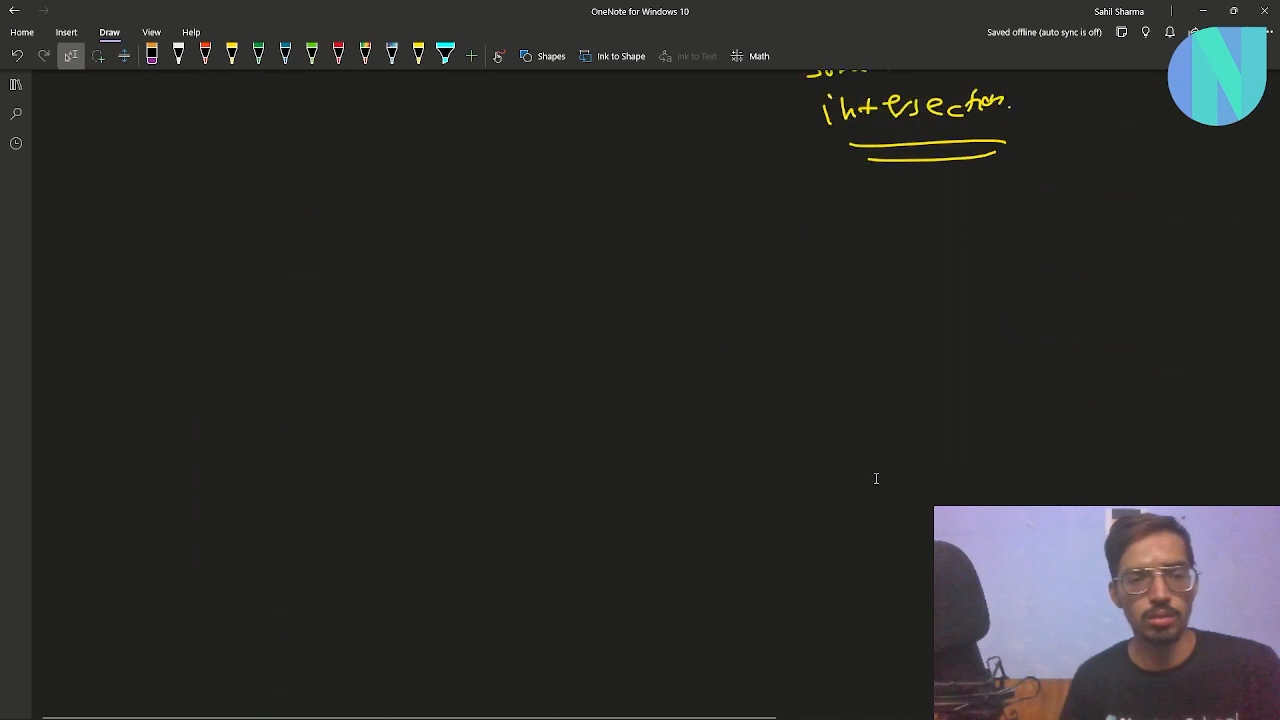 OneNote for Windows 10
Sahil Sharma
Home Insert Draw View Help
Saved offline (auto sync is off)
Shapes Ink to Shape Ink to Text Math
intersection.